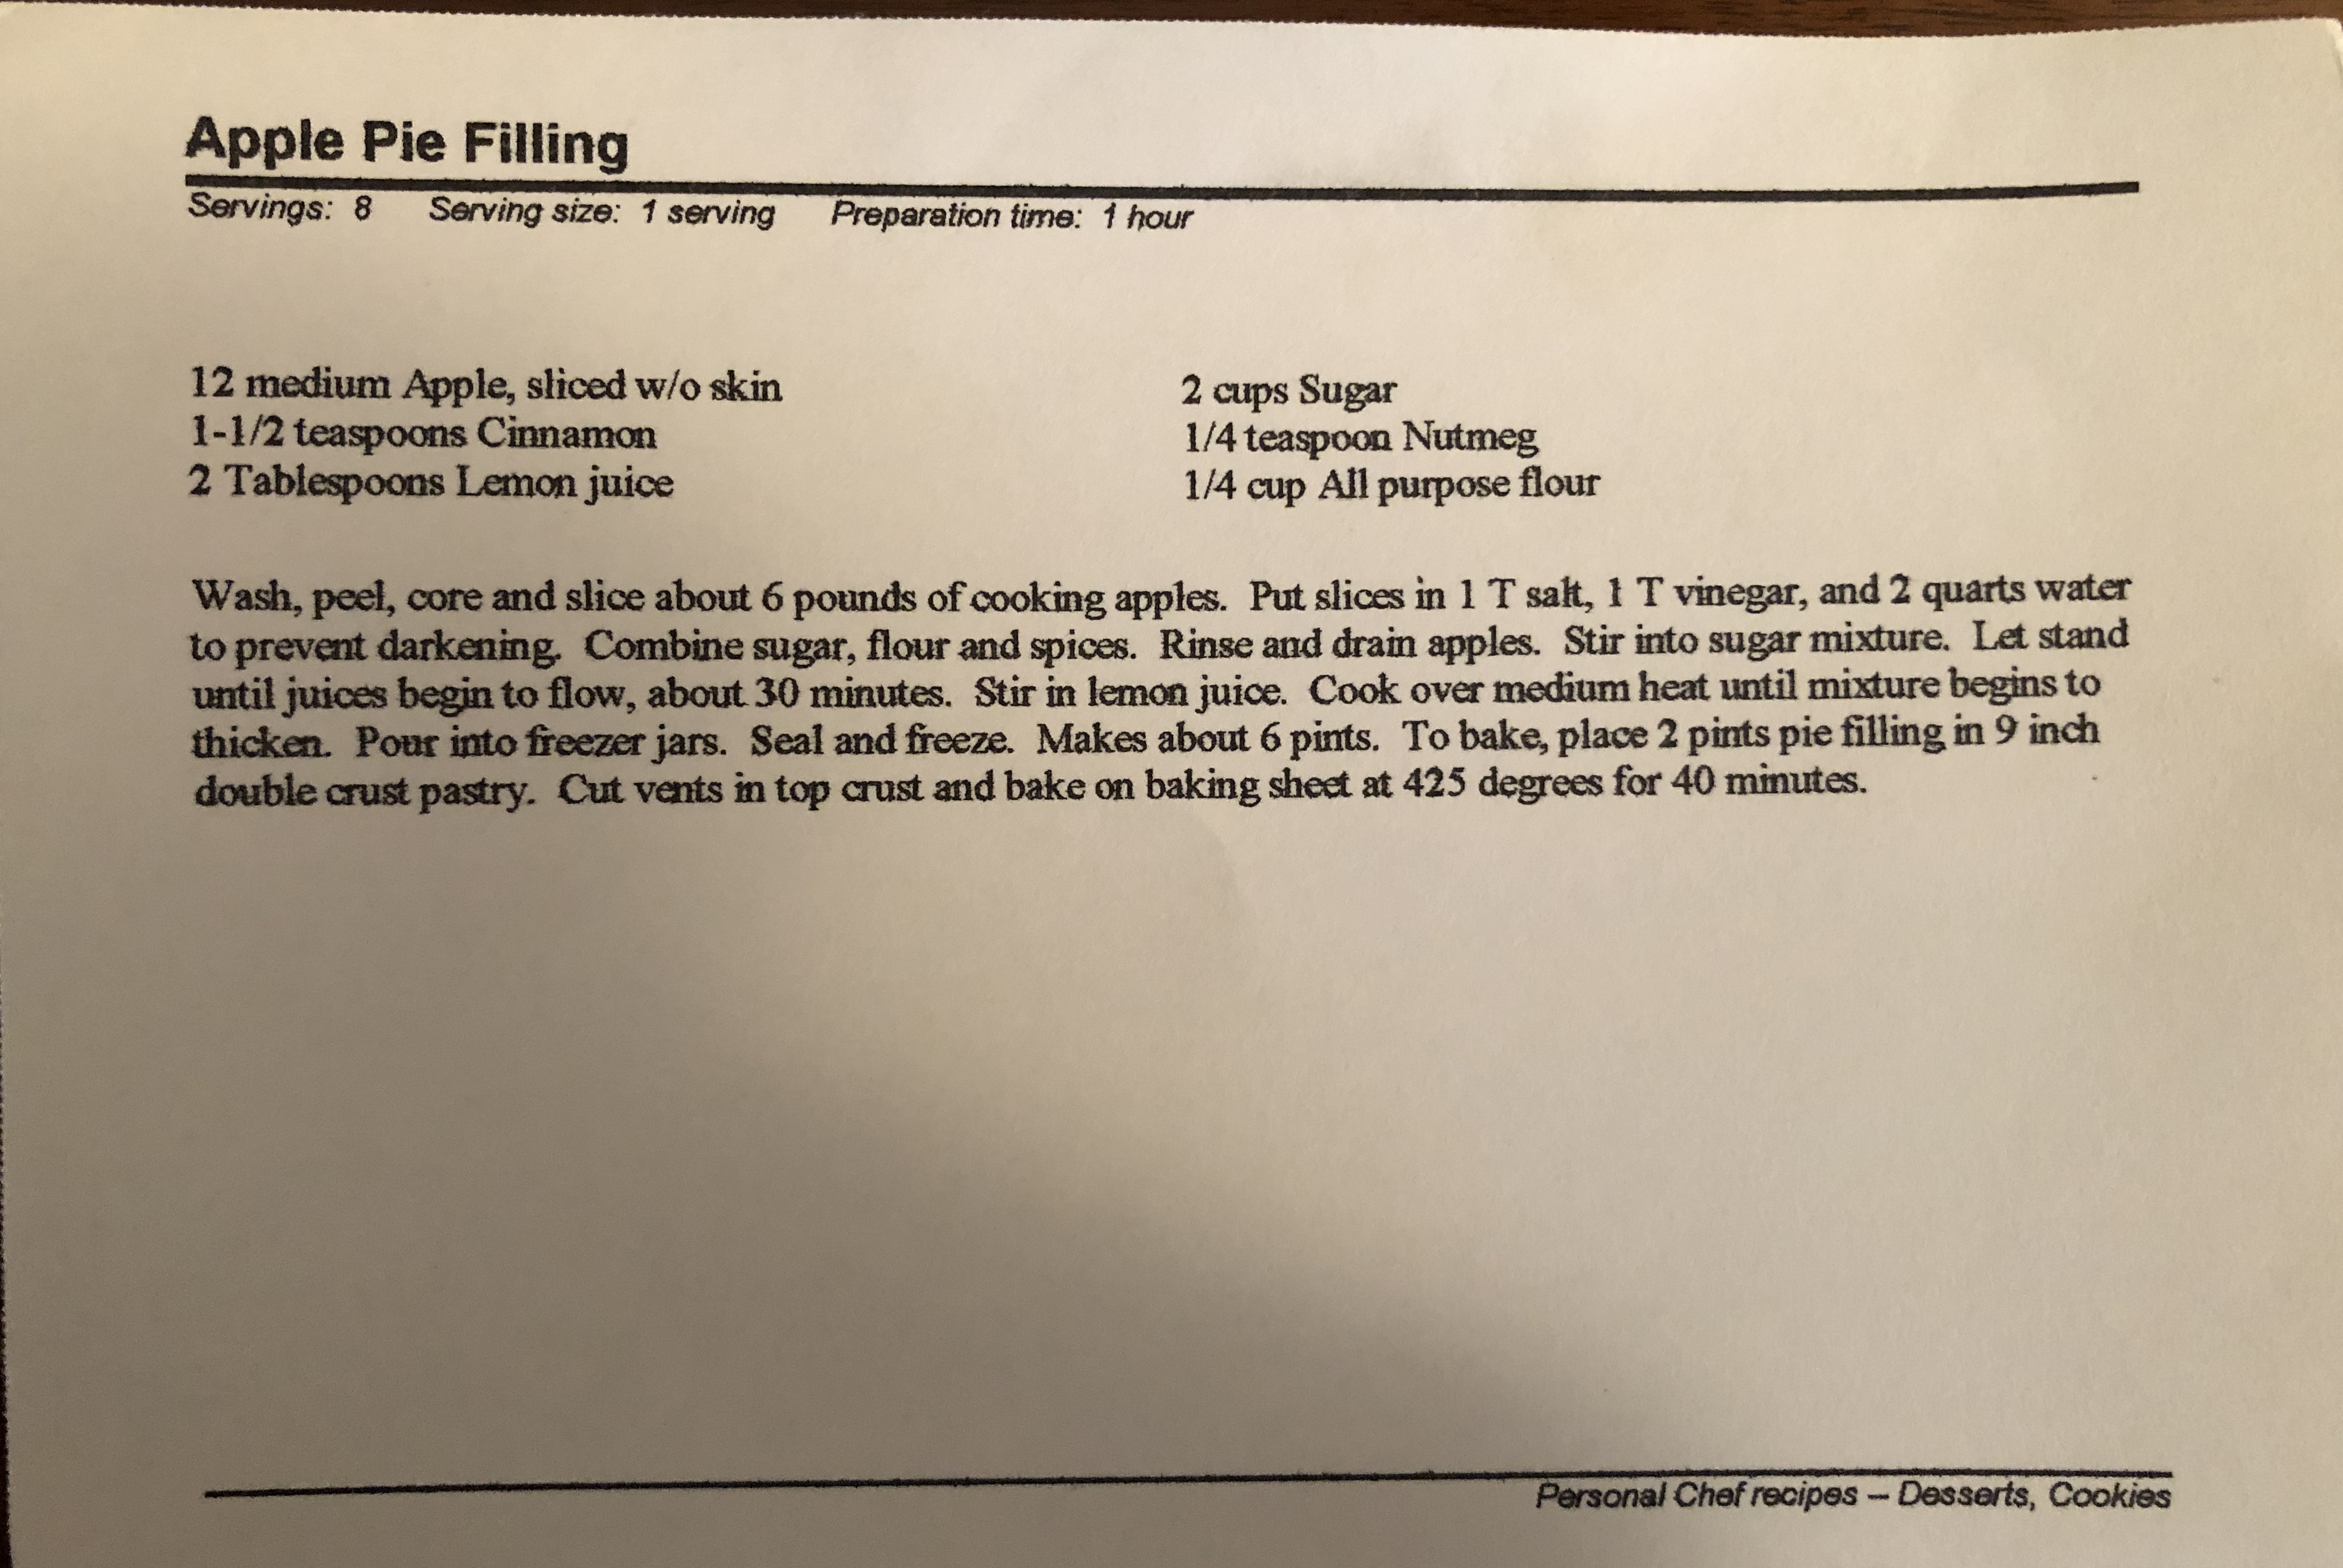 Apple Pie Filling
Servings: 8 Serving size: 1 serving Preparation time: 1 hour
12 medium Apple, sliced w/o skin
1-1/2 teaspoons Cinnamon
2 Tablespoons Lemon juice
2 cups Sugar
1/4 teaspoon Nutmeg
1/4 cup All purpose flour
Wash, peel, core and slice about 6 pounds of cooking apples. Put slices in 1 T salt, 1 T vinegar, and 2 quarts water
to prevent darkening. Combine sugar, flour and spices. Rinse and drain apples. Stir into sugar mixture. Let stand
until juices begin to flow, about 30 minutes. Stir in lemon juice. Cook over medium heat until mixture begins to
thicken. Pour into freezer jars. Seal and freeze. Makes about 6 pints. To bake, place 2 pints pie filling in 9 inch
double crust pastry. Cut vents in top crust and bake on baking sheet at 425 degrees for 40 minutes.
Personal Chef recipes – Desserts, Cookies